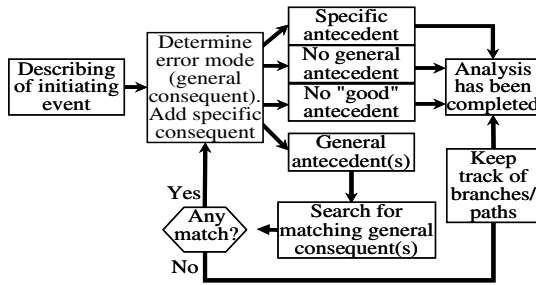 Describing
of initiating
event
Determine
error mode
(general
consequent).
Add specific
consequent
Specific
antecedent
No general
antecedent
No "good"
antecedent
General
antecedent(s)
Search for
matching general
consequent(s)
Any
match?
Yes
No
Analysis
has been
completed
Keep
track of
branches/
paths